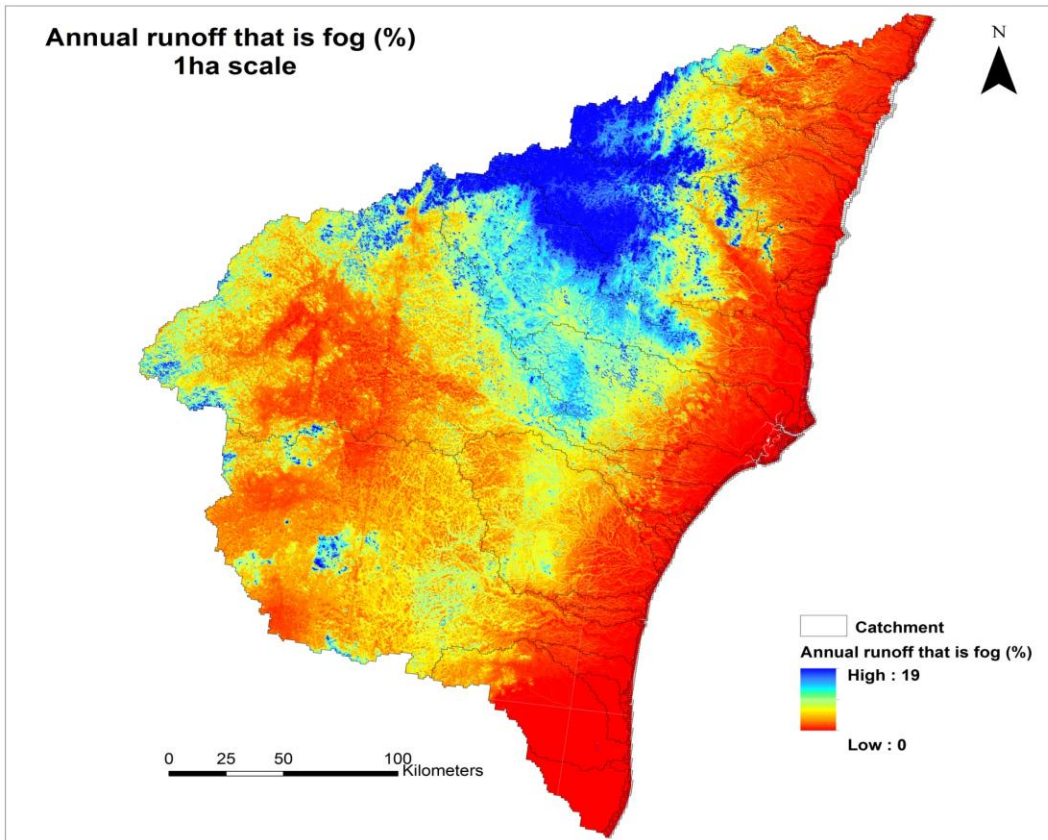 Annual runoff that is fog (%)
1ha scale
N
Catchment
Annual runoff that is fog (%)
High : 19
Low : 0
0 25 50 100
Kilometers